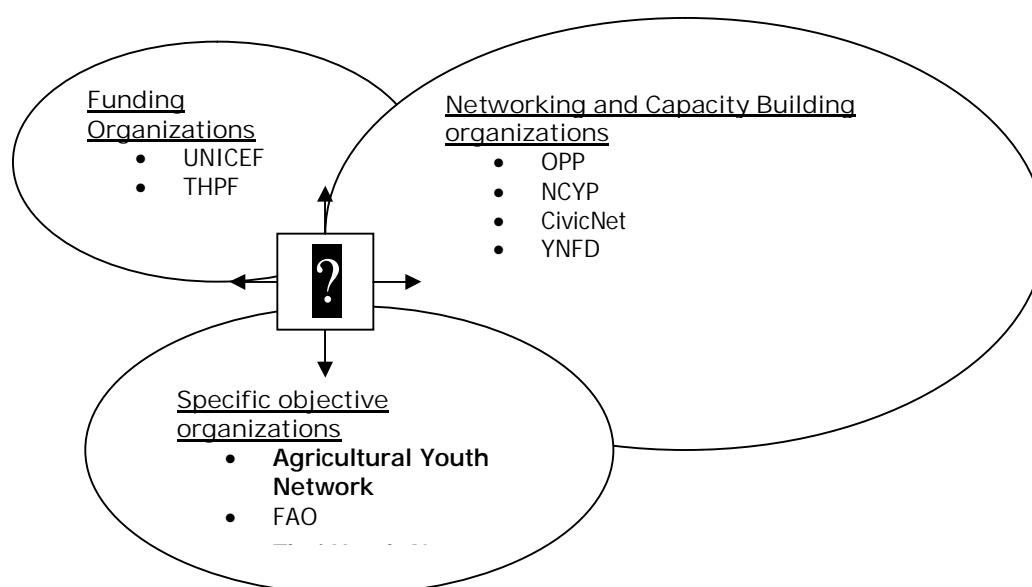 Funding
Organizations
• UNICEF
• THPF
Networking and Capacity Building
organizations
• OPP
• NCYP
• CivicNet
• YNFD
?
Specific objective
organizations
• Agricultural Youth
Network
• FAO